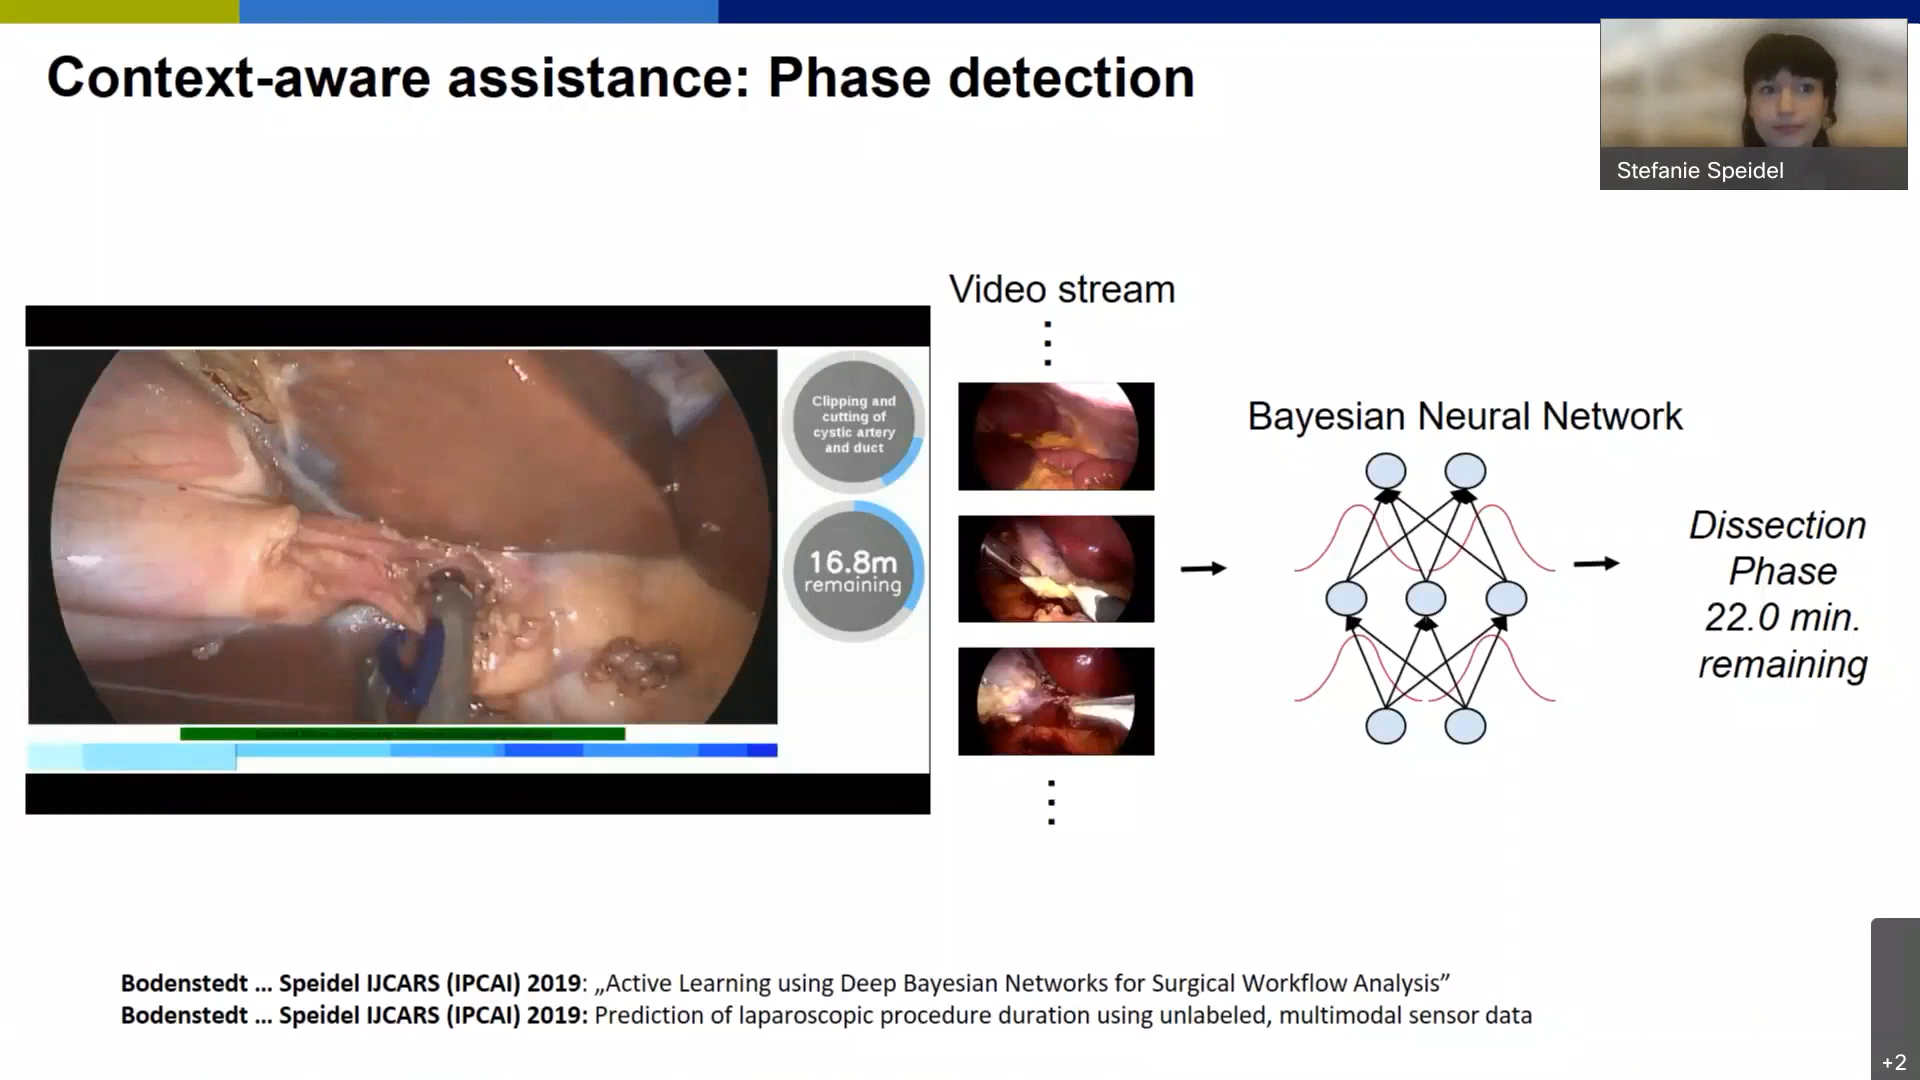 Context-aware assistance: Phase detection
Stefanie Speidel
Video stream
Clipping and
cutting of
cystic artery
and duct
16.8m
remaining
Bayesian Neural Network
Dissection
Phase
22.0 min.
remaining
Bodenstedt ... Speidel IJCARS (IPCAI) 2019: „Active Learning using Deep Bayesian Networks for Surgical Workflow Analysis”
Bodenstedt ... Speidel IJCARS (IPCAI) 2019: Prediction of laparoscopic procedure duration using unlabeled, multimodal sensor data
+2